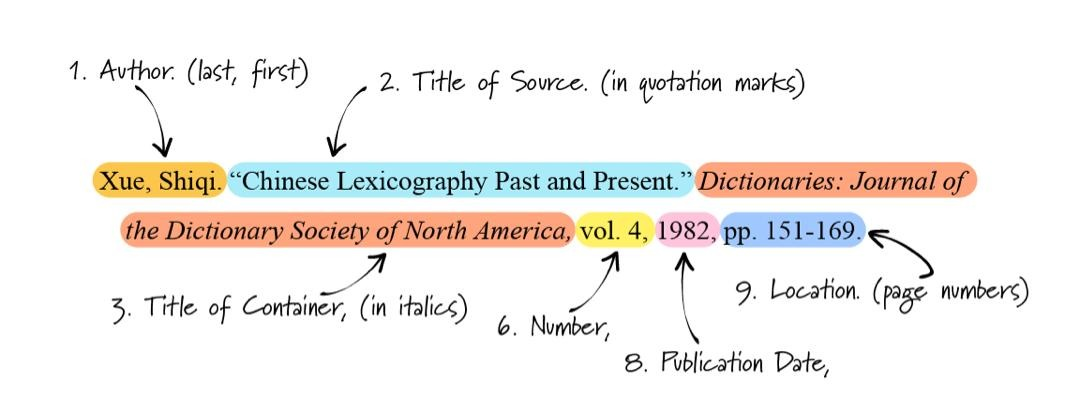 1. Author. (last, first)
2. Title of Source. (in quotation marks)
Xue, Shiqi. “Chinese Lexicography Past and Present.” Dictionaries: Journal of
the Dictionary Society of North America, vol. 4, 1982, pp. 151-169.
3. Title of Container, (in italics)
6. Number,
8. Publication Date,
9. Location. (page numbers)